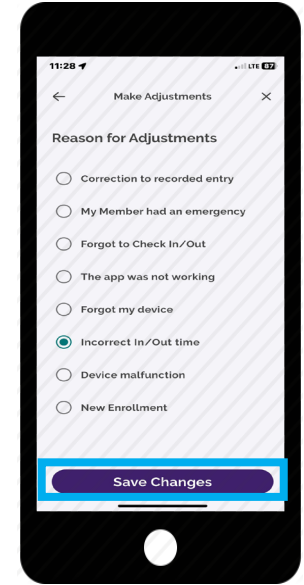 11:28 LTE 87
Make Adjustments
Reason for Adjustments
Correction to recorded entry
My Member had an emergency
Forgot to Check In/Out
The app was not working
Forgot my device
Incorrect In/Out time
Device malfunction
New Enrollment
Save Changes